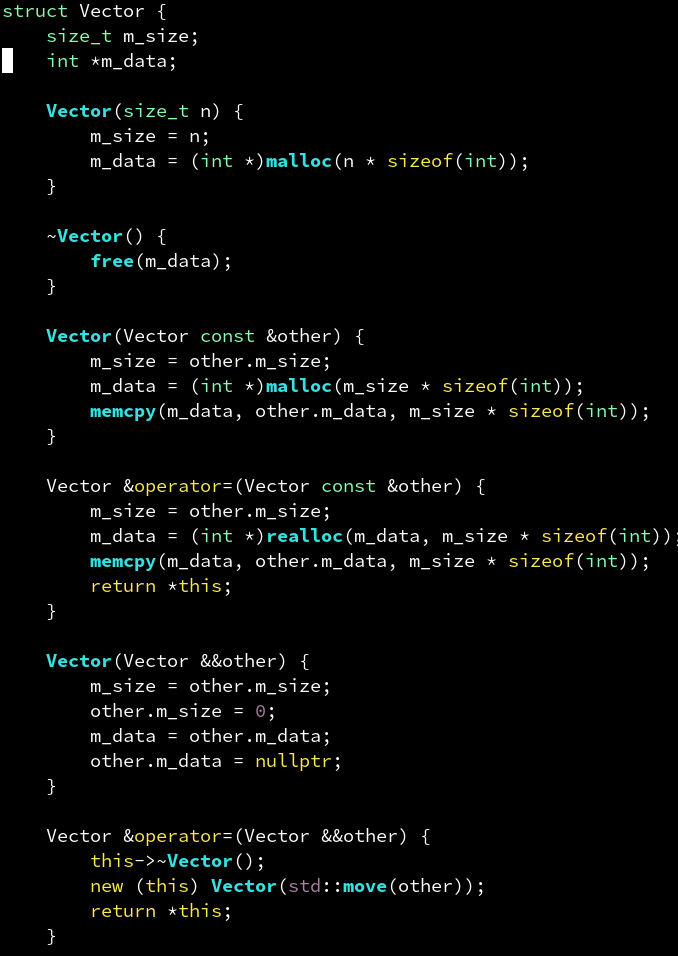 struct Vector {
    size_t m_size;
    int *m_data;

    Vector(size_t n) {
        m_size = n;
        m_data = (int *)malloc(n * sizeof(int));
    }

    ~Vector() {
        free(m_data);
    }

    Vector(Vector const &other) {
        m_size = other.m_size;
        m_data = (int *)malloc(m_size * sizeof(int));
        memcpy(m_data, other.m_data, m_size * sizeof(int));
    }

    Vector &operator=(Vector const &other) {
        m_size = other.m_size;
        m_data = (int *)realloc(m_data, m_size * sizeof(int));
        memcpy(m_data, other.m_data, m_size * sizeof(int));
        return *this;
    }

    Vector(Vector &&other) {
        m_size = other.m_size;
        other.m_size = 0;
        m_data = other.m_data;
        other.m_data = nullptr;
    }

    Vector &operator=(Vector &&other) {
        this->~Vector();
        new (this) Vector(std::move(other));
        return *this;
    }